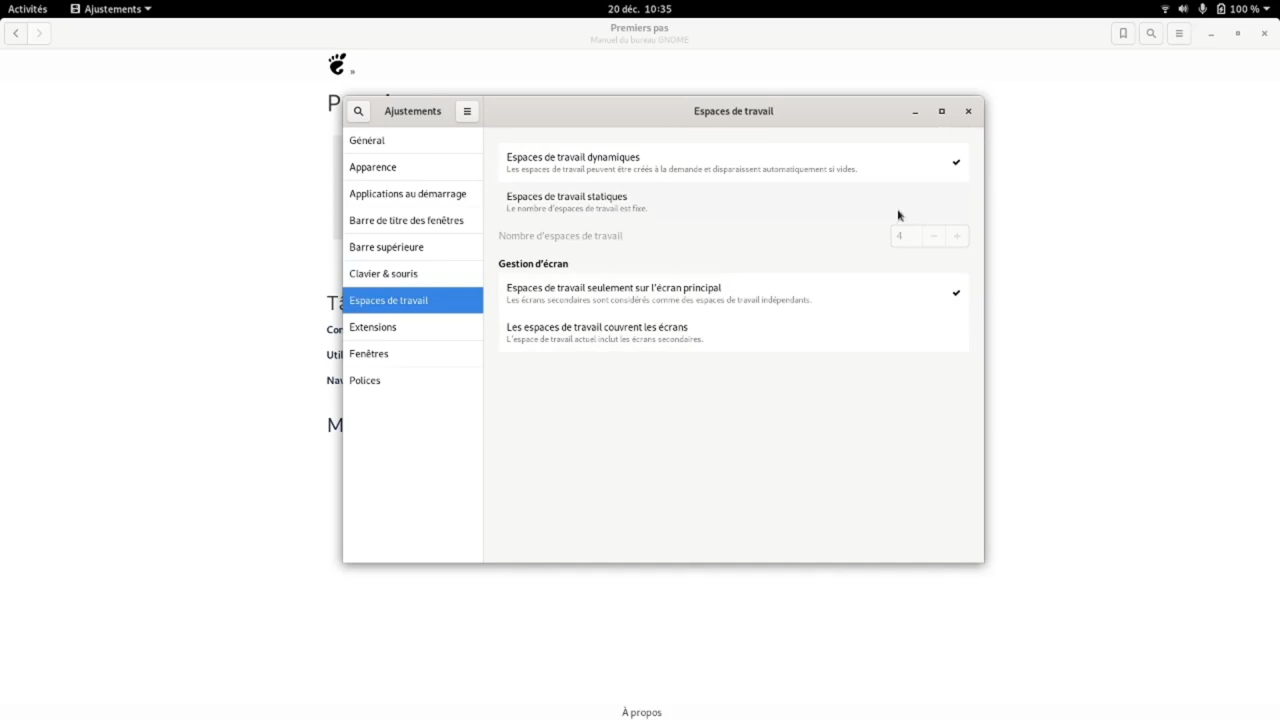 Activités
Ajustements
20 déc. 10:35
100 %
Premiers pas
Manuel du bureau GNOME
»
Ajustements
Espaces de travail
Général
Apparence
Applications au démarrage
Barre de titre des fenêtres
Barre supérieure
Clavier & souris
Espaces de travail
Extensions
Fenêtres
Polices
Espaces de travail dynamiques
Les espaces de travail peuvent être créés à la demande et disparaissent automatiquement si vides.
Espaces de travail statiques
Le nombre d'espaces de travail est fixe.
Nombre d'espaces de travail
4 − +
Gestion d'écran
Espaces de travail seulement sur l'écran principal
Les écrans secondaires sont considérés comme des espaces de travail indépendants.
Les espaces de travail couvrent les écrans
L'espace de travail actuel inclut les écrans secondaires.
À propos